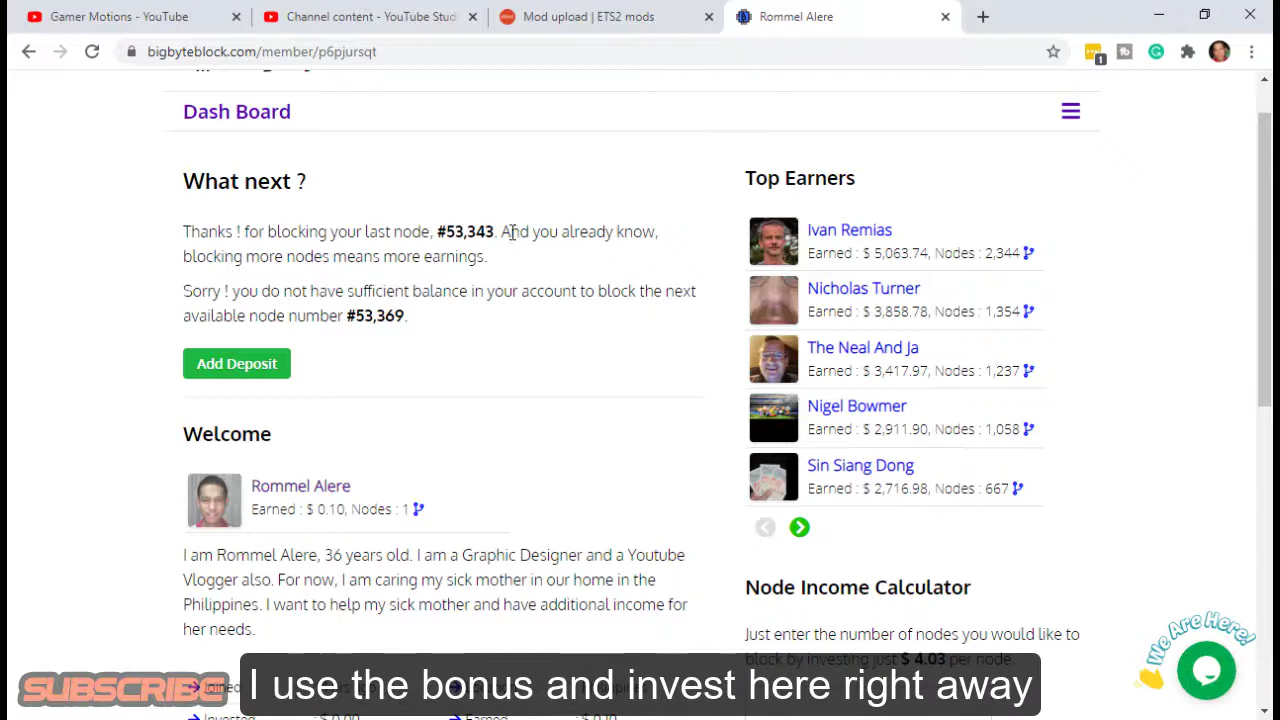 Gamer Motions - YouTube
Channel content - YouTube Stud
Mod upload | ETS2 mods
Rommel Alere
bigbyteblock.com/member/p6pjursqt
1
Dash Board
What next ?
Thanks ! for blocking your last node, #53,343. And you already know,
blocking more nodes means more earnings.
Sorry ! you do not have sufficient balance in your account to block the next
available node number #53,369.
Add Deposit
Welcome
Rommel Alere
Earned : $ 0.10, Nodes : 1
I am Rommel Alere, 36 years old. I am a Graphic Designer and a Youtube
Vlogger also. For now, I am caring my sick mother in our home in the
Philippines. I want to help my sick mother and have additional income for
her needs.
Top Earners
Ivan Remias
Earned : $ 5,063.74, Nodes : 2,344
Nicholas Turner
Earned : $ 3,858.78, Nodes : 1,354
The Neal And Ja
Earned : $ 3,417.97, Nodes : 1,237
Nigel Bowmer
Earned : $ 2,911.90, Nodes : 1,058
Sin Siang Dong
Earned : $ 2,716.98, Nodes : 667
Node Income Calculator
Just enter the number of nodes you would like to
block by investing just $ 4.03 per node.
We Are Here!
SUBSCRIBE
I use the bonus and invest here right away